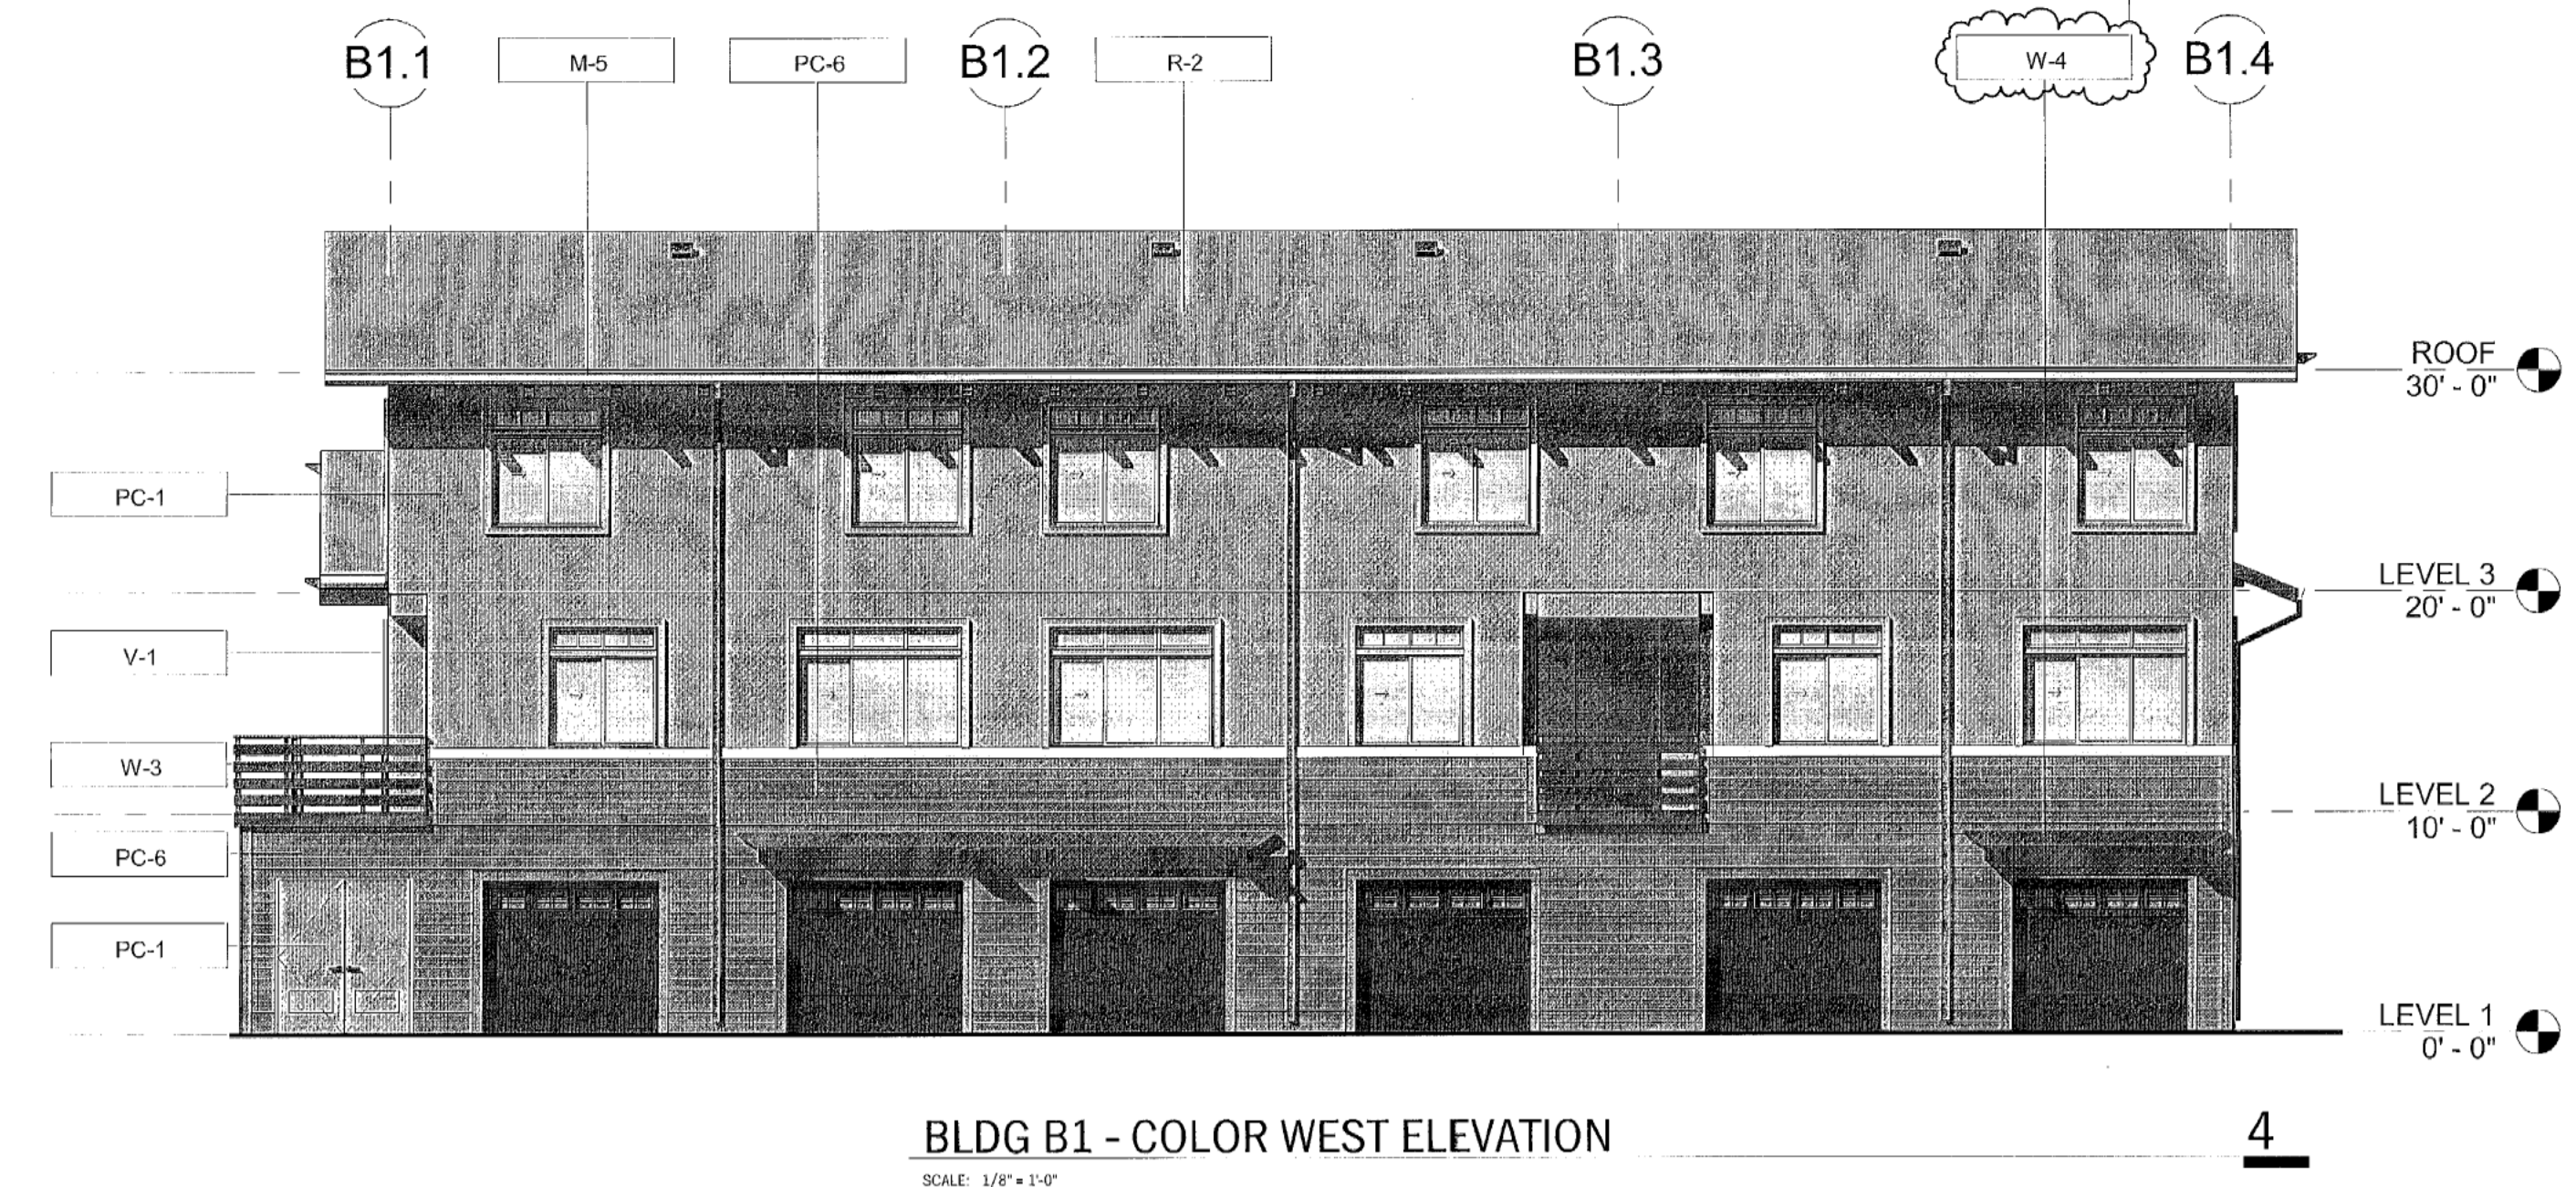 B1.1
M-5
PC-6
B1.2
R-2
B1.3
W-4
B1.4
ROOF
30' - 0"
PC-1
LEVEL 3
20' - 0"
V-1
W-3
LEVEL 2
10' - 0"
PC-6
PC-1
LEVEL 1
0' - 0"
BLDG B1 - COLOR WEST ELEVATION
4
SCALE: 1/8" = 1'-0"